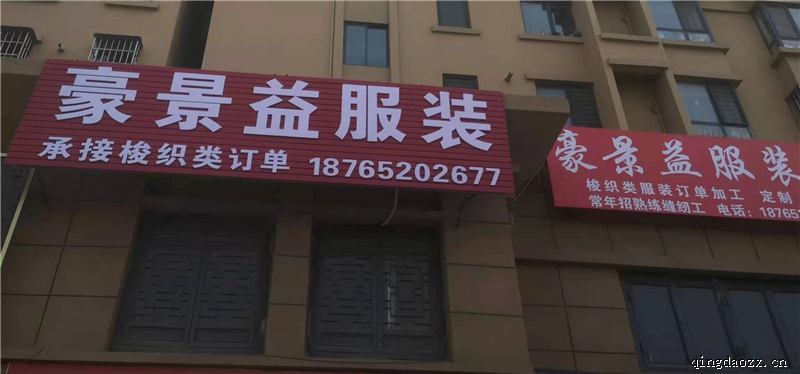 豪景益服装
承接梭织类订单 18765202677
豪景益服装
梭织类服装订单加工 定制
常年招熟练缝纫工 电话：18765
qingdaozz.cn